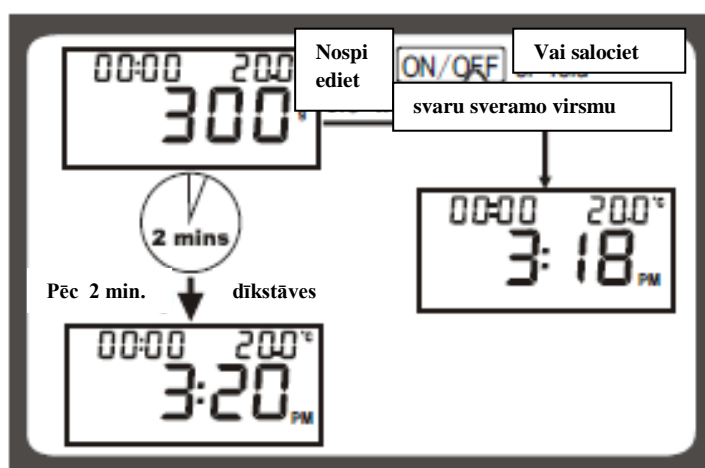 00:00 20.0
300 g
Nospi
ediet
ON/OFF
Vai salociet
svaru sveramo virsmu
2 mins
Pēc 2 min. dīkstāves
00:00 20.0°C
3:18 PM
00:00 20.0°C
3:20 PM